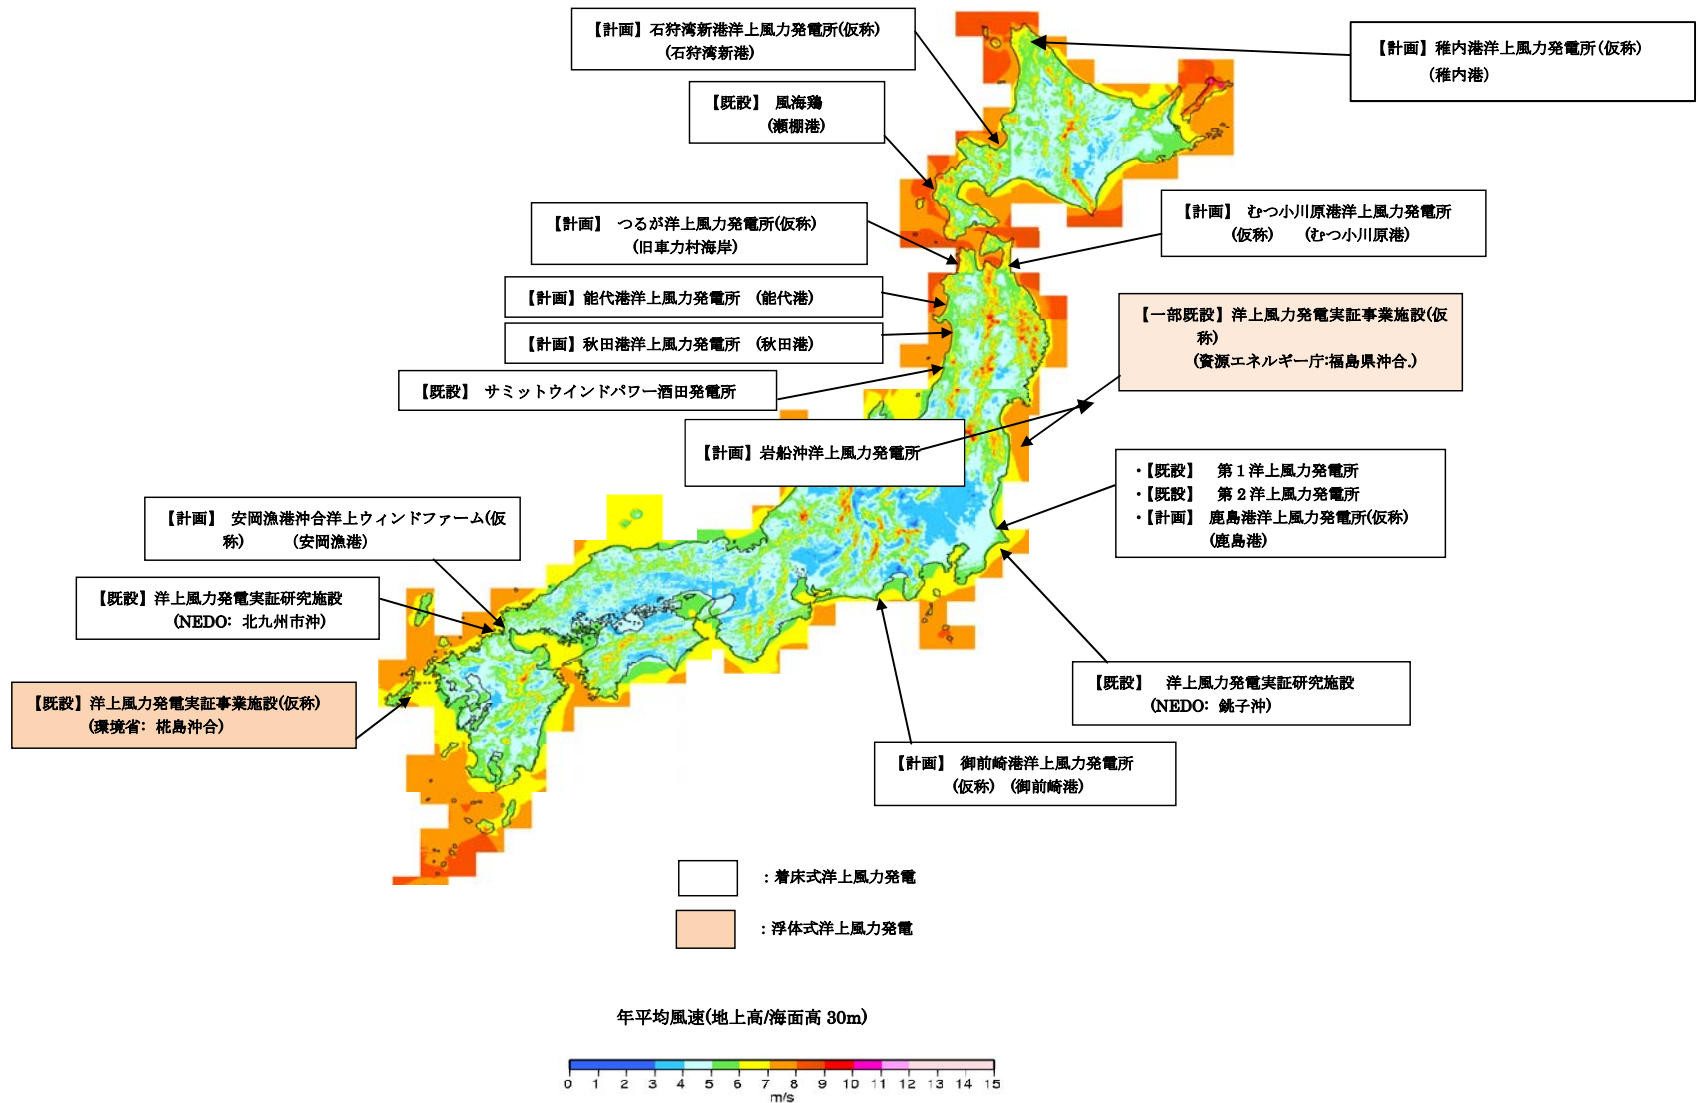 【計画】石狩湾新港洋上風力発電所(仮称)
(石狩湾新港)
【計画】稚内港洋上風力発電所(仮称)
(稚内港)
【既設】 風海鶏
(瀬棚港)
【計画】 つるが洋上風力発電所(仮称)
(旧車力村海岸)
【計画】 むつ小川原港洋上風力発電所
(仮称) (むつ小川原港)
【計画】能代港洋上風力発電所 (能代港)
【計画】秋田港洋上風力発電所 (秋田港)
【一部既設】洋上風力発電実証事業施設(仮
称)
(資源エネルギー庁:福島県沖合.)
【既設】 サミットウインドパワー酒田発電所
【計画】岩船沖洋上風力発電所
・【既設】 第1洋上風力発電所
・【既設】 第2洋上風力発電所
・【計画】 鹿島港洋上風力発電所(仮称)
(鹿島港)
【計画】 安岡漁港沖合洋上ウィンドファーム(仮
称) (安岡漁港)
【既設】洋上風力発電実証研究施設
(NEDO: 北九州市沖)
【既設】洋上風力発電実証事業施設(仮称)
(環境省: 椛島沖合)
【既設】 洋上風力発電実証研究施設
(NEDO: 銚子沖)
【計画】 御前崎港洋上風力発電所
(仮称) (御前崎港)
:着床式洋上風力発電
:浮体式洋上風力発電
年平均風速(地上高/海面高 30m)
0 1 2 3 4 5 6 7 8 9 10 11 12 13 14 15
m/s